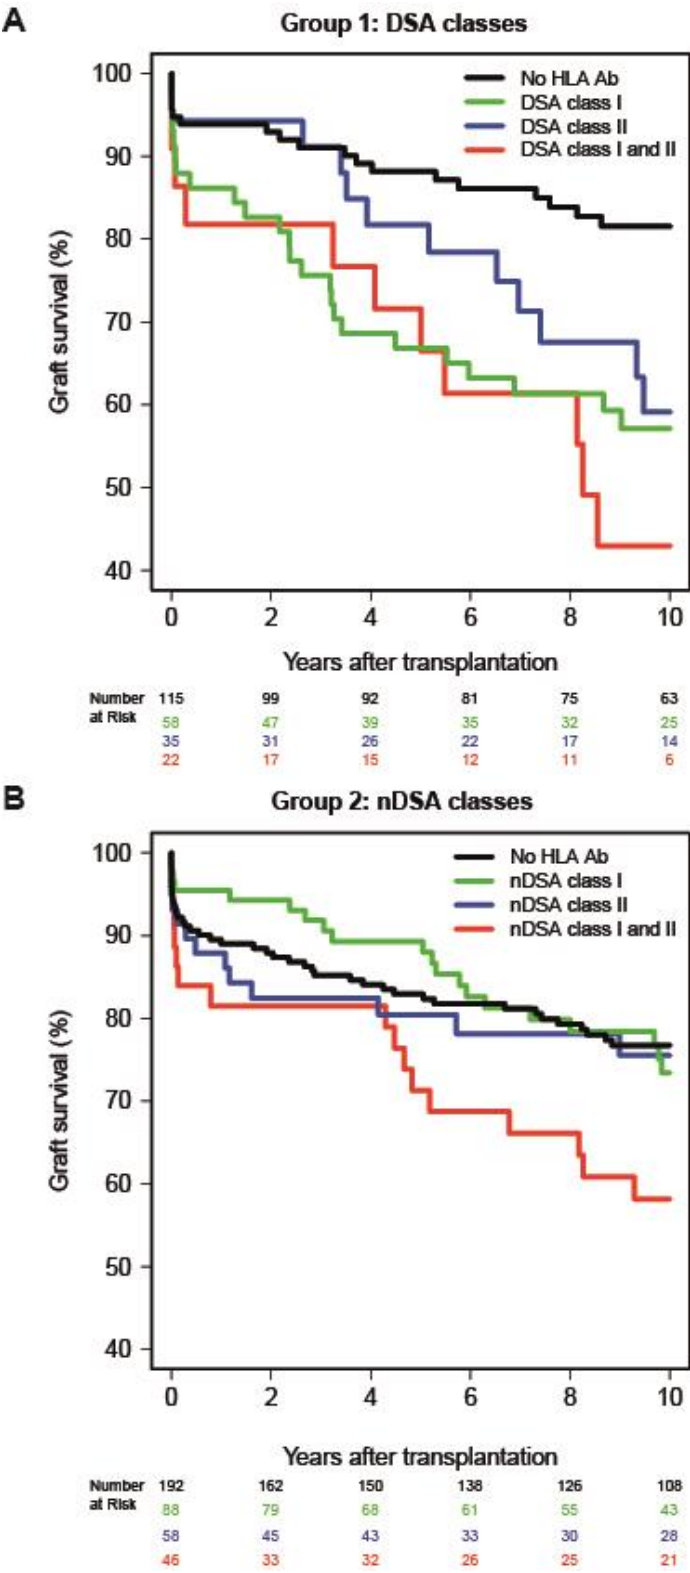 A
Group 1: DSA classes
No HLA Ab
DSA class I
DSA class II
DSA class I and II
Graft survival (%)
100
90
80
70
60
50
40
0 2 4 6 8 10
Years after transplantation
Number 115 99 92 81 75 63
at Risk 58 47 39 35 32 25
35 31 26 22 17 14
22 17 15 12 11 6
B
Group 2: nDSA classes
No HLA Ab
nDSA class I
nDSA class II
nDSA class I and II
Graft survival (%)
100
90
80
70
60
50
40
0 2 4 6 8 10
Years after transplantation
Number 192 162 150 138 126 108
at Risk 88 79 68 61 55 43
58 45 43 33 30 28
46 33 32 26 25 21